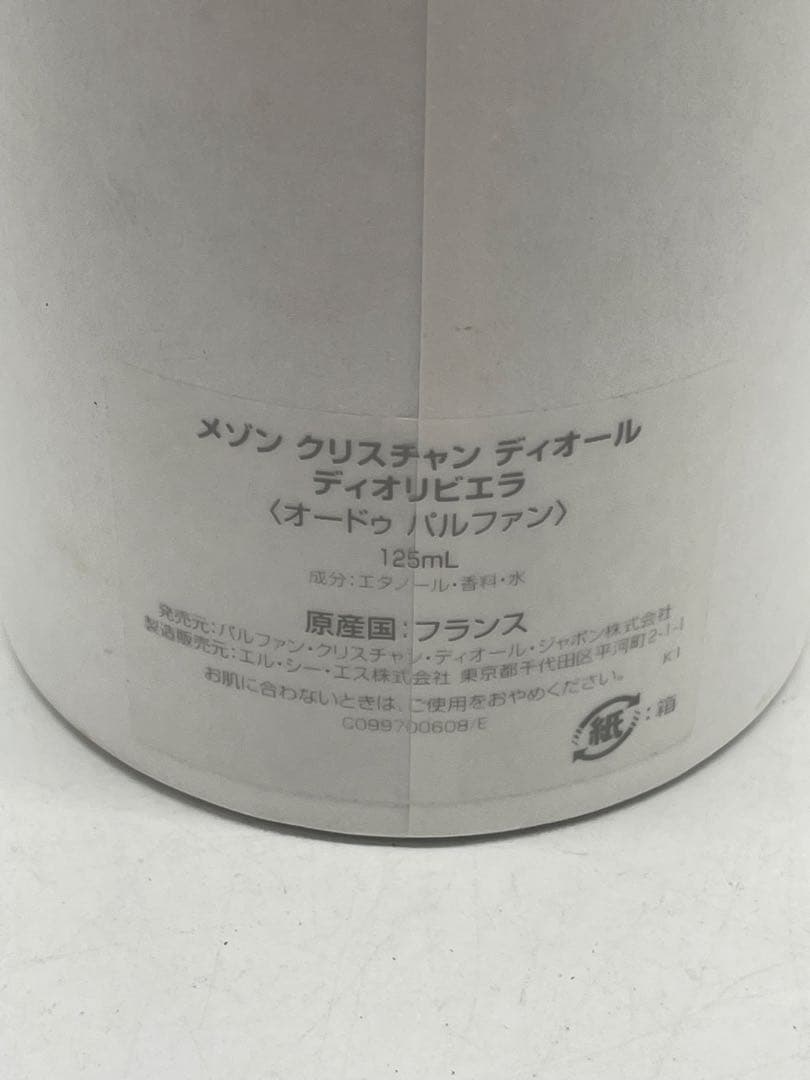 メゾン クリスチャン ディオール
ディオリビエラ
〈オードゥ パルファン〉
125mL
成分：エタノール・香料・水
原産国：フランス
発売元：パルファン・クリスチャン・ディオール・ジャポン株式会社
製造販売元：エル・シー・エス株式会社 東京都千代田区平河町2-1-1
お肌に合わないときは、ご使用をおやめください。 K1
C099700608/E
紙：箱